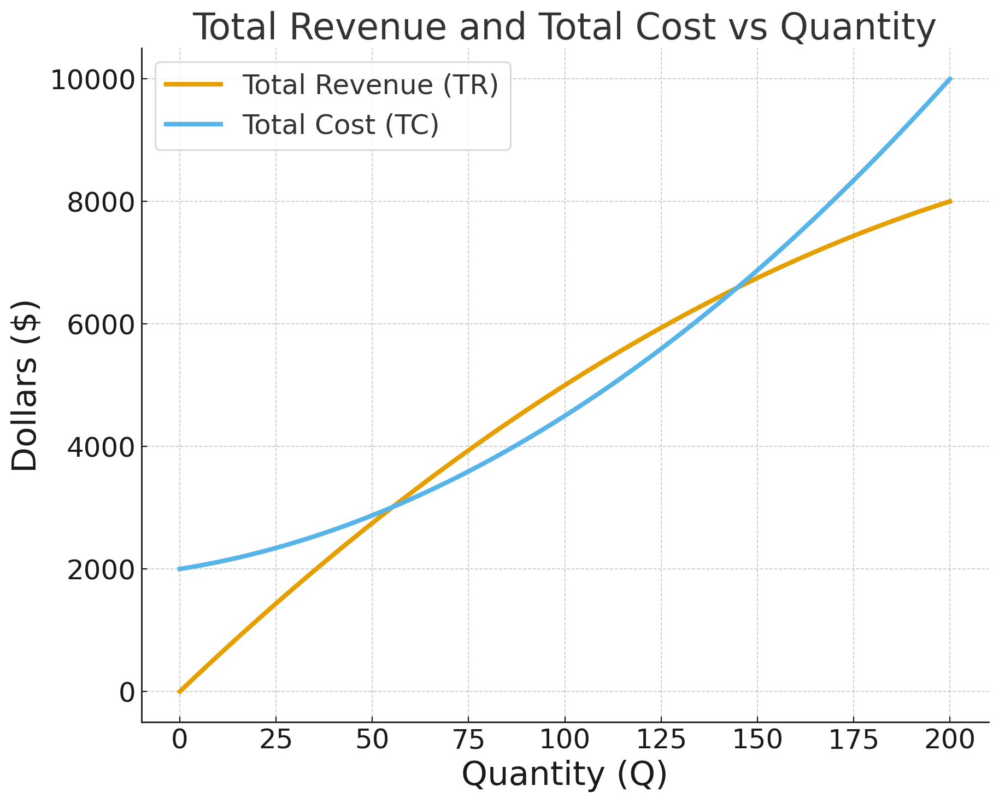 Total Revenue and Total Cost vs Quantity
Total Revenue (TR)
Total Cost (TC)
Dollars ($)
10000
8000
6000
4000
2000
0
0 25 50 75 100 125 150 175 200
Quantity (Q)